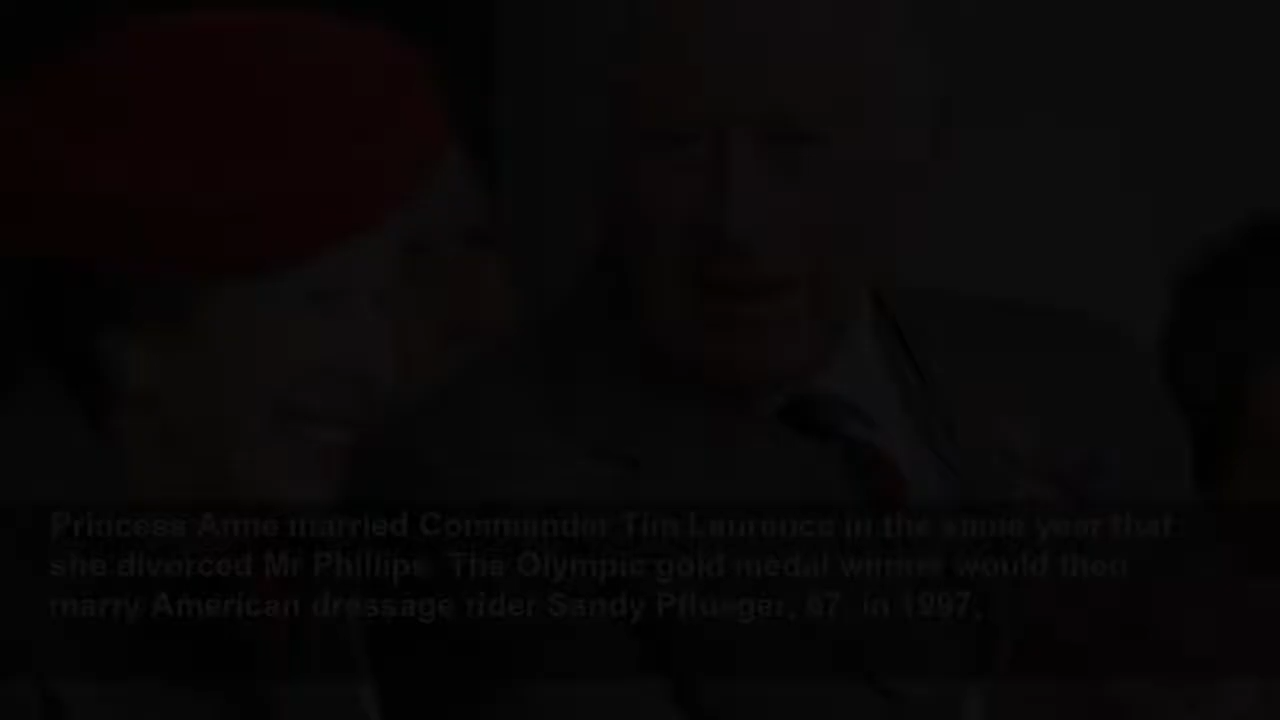 Princess Anne married Commander Tim Laurence in the same year that
she divorced Mr Phillips. The Olympic gold medal winner would then
marry American dressage rider Sandy Pflueger, 67, in 1997.